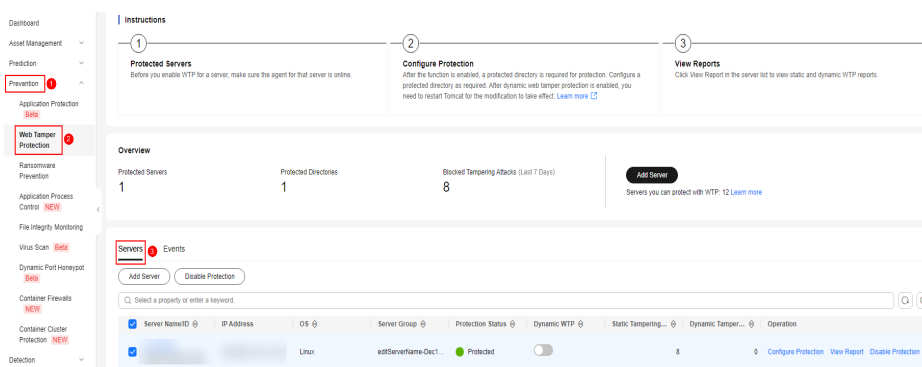 Dashboard
Asset Management
Prediction
Prevention 1
Application Protection
Beta
Web Tamper
Protection
2
Ransomware
Prevention
Application Process
Control NEW
File Integrity Monitoring
Virus Scan Beta
Dynamic Port Honeypot
Beta
Container Firewalls
NEW
Container Cluster
Protection NEW
Detection
Instructions
1
Protected Servers
Before you enable WTP for a server, make sure the agent for that server is online.
2
Configure Protection
After the function is enabled, a protected directory is required for protection. Configure a
protected directory as required. After dynamic web tamper protection is enabled, you
need to restart Tomcat for the modification to take effect. Learn more
3
View Reports
Click View Report in the server list to view static and dynamic WTP reports.
Overview
Protected Servers
1
Protected Directories
1
Blocked Tampering Attacks (Last 7 Days)
8
Add Server
Servers you can protect with WTP: 12 Learn more
Servers 3 Events
Add Server Disable Protection
Select a property or enter a keyword.
Server Name/ID IP Address OS Server Group Protection Status Dynamic WTP Static Tampering... Dynamic Tamper... Operation
Linux editServerName-Dec1... Protected 8 0 Configure Protection View Report Disable Protection